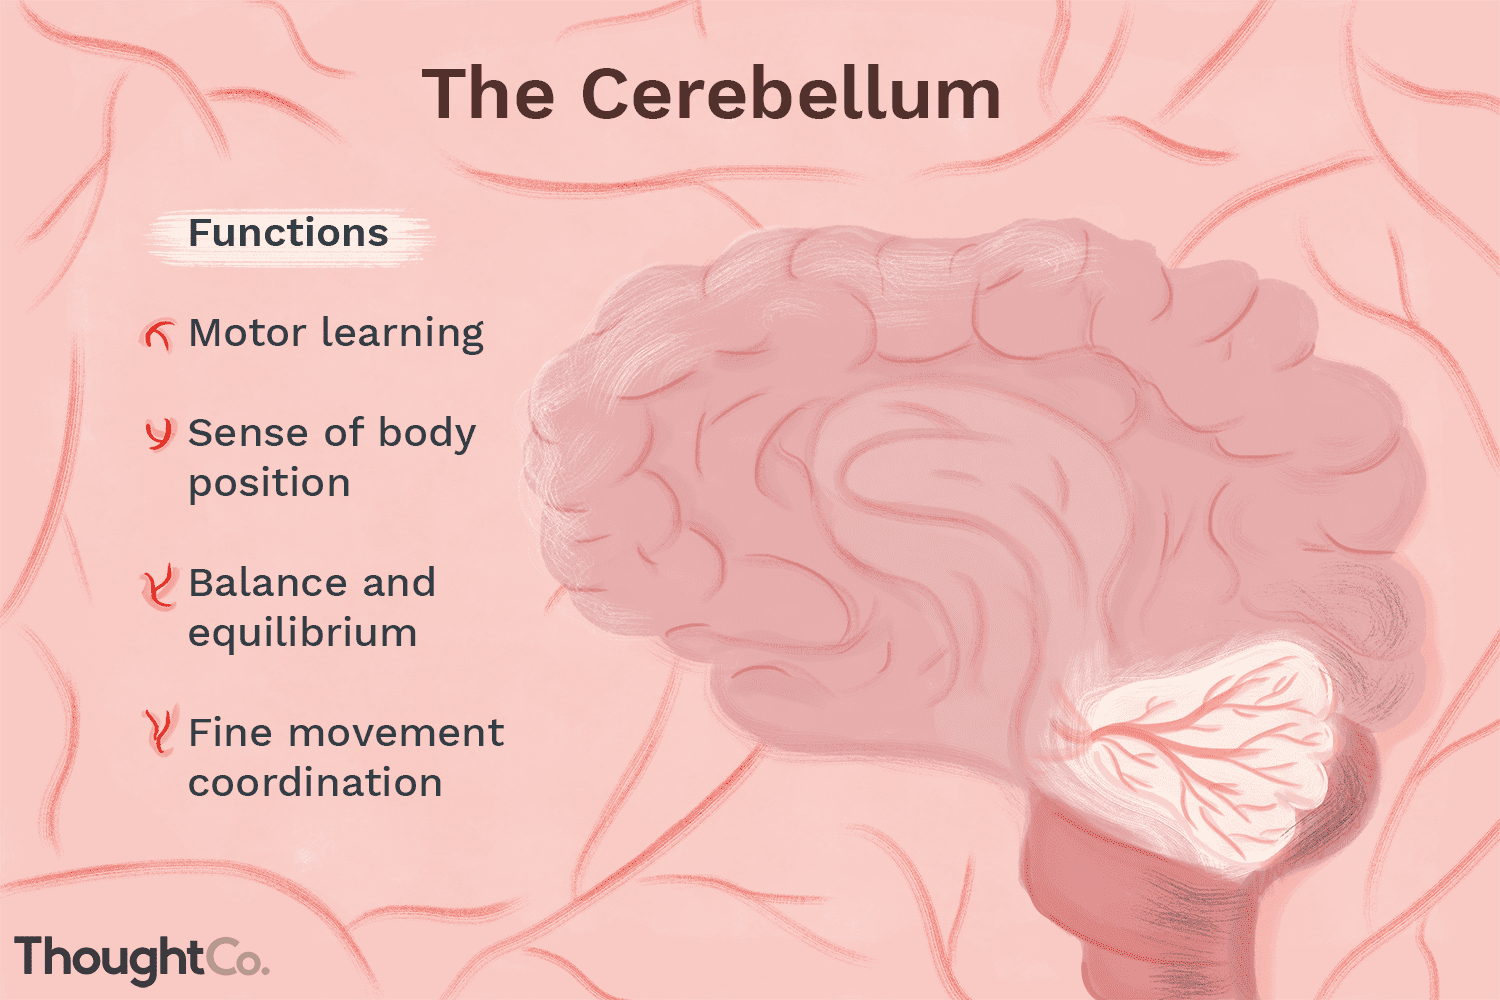 The Cerebellum
Functions
Motor learning
Sense of body
position
Balance and
equilibrium
Fine movement
coordination
ThoughtCo.